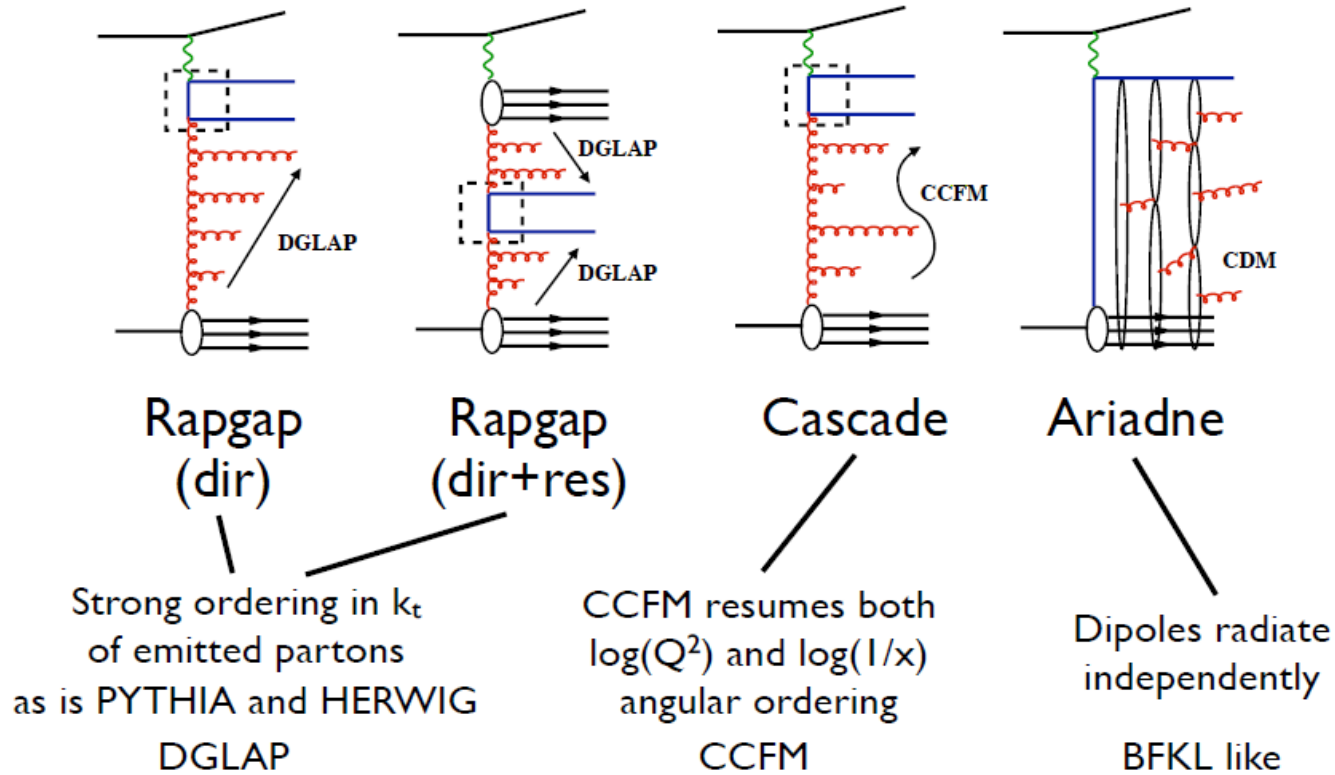 DGLAP
DGLAP
DGLAP
CCFM
CDM
Rapgap
(dir)
Rapgap
(dir+res)
Cascade
Ariadne
Strong ordering in kₜ
of emitted partons
as is PYTHIA and HERWIG
DGLAP
CCFM resumes both
log(Q²) and log(1/x)
angular ordering
CCFM
Dipoles radiate
independently
BFKL like